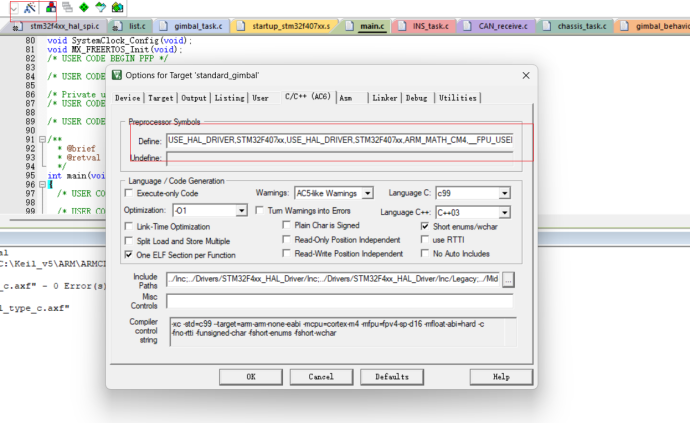 stm32f4xx_hal_spi.c list.c gimbal_task.c startup_stm32f407xx.s main.c INS_task.c CAN_receive.c chassis_task.c gimbal_behavio
80 void SystemClock_Config(void);
81 void MX_FREERTOS_Init(void);
82 /* USER CODE BEGIN PFP */
83
84 /* USER CODE
85
86 /* Private u
87 /* USER CODE
88
89 /* USER CODE
90
91 /**
92 * @brief
93 * @retval
94 */
95 int main(voi
96 {
97 /* USER CO
98
99 /* USER CO
Options for Target 'standard_gimbal'
Device Target Output Listing User C/C++ (AC6) Asm Linker Debug Utilities
Preprocessor Symbols
Define: USE_HAL_DRIVER,STM32F407xx,USE_HAL_DRIVER,STM32F407xx,ARM_MATH_CM4,__FPU_USE
Undefine:
Language / Code Generation
Execute-only Code Warnings: AC5-like Warnings Language C: c99
Optimization: -O1 Turn Warnings into Errors Language C++: C++03
Link-Time Optimization Plain Char is Signed Short enums/wchar
Split Load and Store Multiple Read-Only Position Independent use RTTI
One ELF Section per Function Read-Write Position Independent No Auto Includes
Include Paths ../Inc;../Drivers/STM32F4xx_HAL_Driver/Inc;../Drivers/STM32F4xx_HAL_Driver/Inc/Legacy;../Mid ...
Misc Controls
Compiler control string -xc -std=c99 --target=arm-arm-none-eabi -mcpu=cortex-m4 -mfpu=fpv4-sp-d16 -mfloat-abi=hard -c
-fno-rtti -funsigned-char -fshort-enums -fshort-wchar
OK Cancel Defaults Help
al
C:\Keil_v5\ARM\ARMC
_c.axf" - 0 Error(s)
l_type_c.axf"